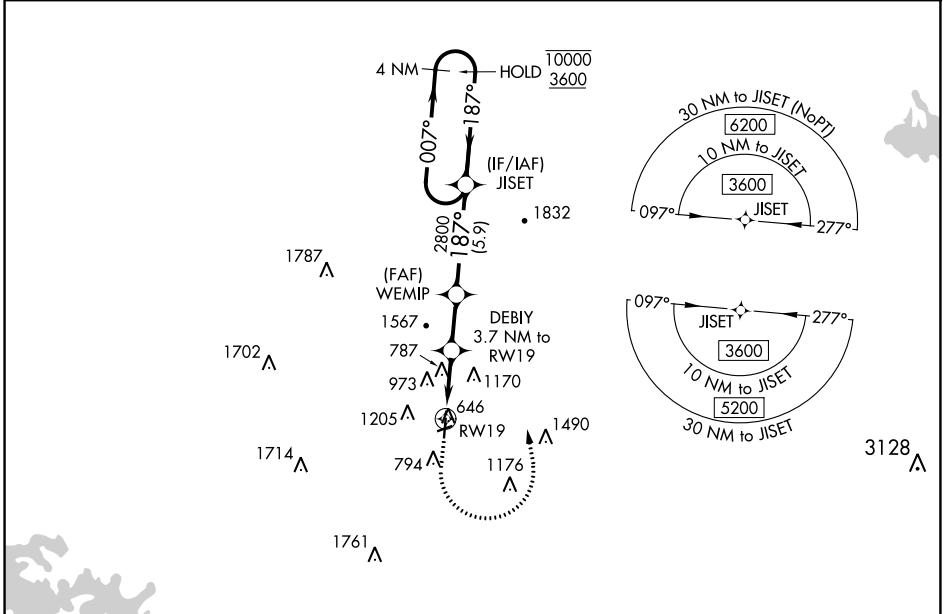 4 NM
HOLD
10000
3600
007°
187°
(IF/IAF)
JISET
1832
2800
187°
(5.9)
1787
(FAF)
WEMIP
1567
DEBIY
3.7 NM to
RW19
1702
787
973
1170
1205
646
RW19
1490
1714
794
1176
1761
3128
30 NM to JISET (NoPT)
6200
10 NM to JISET
3600
097°
JISET
277°
097°
JISET
277°
3600
10 NM to JISET
5200
30 NM to JISET